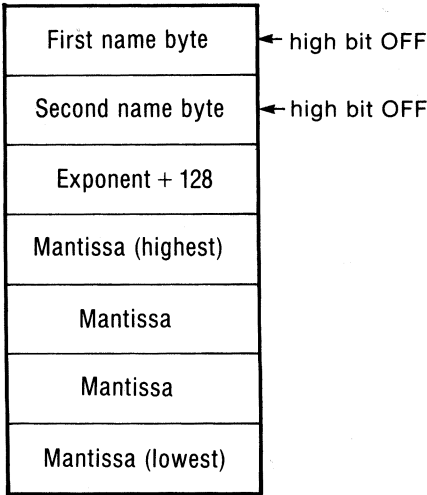 First name byte ← high bit OFF
Second name byte ← high bit OFF
Exponent + 128
Mantissa (highest)
Mantissa
Mantissa
Mantissa (lowest)